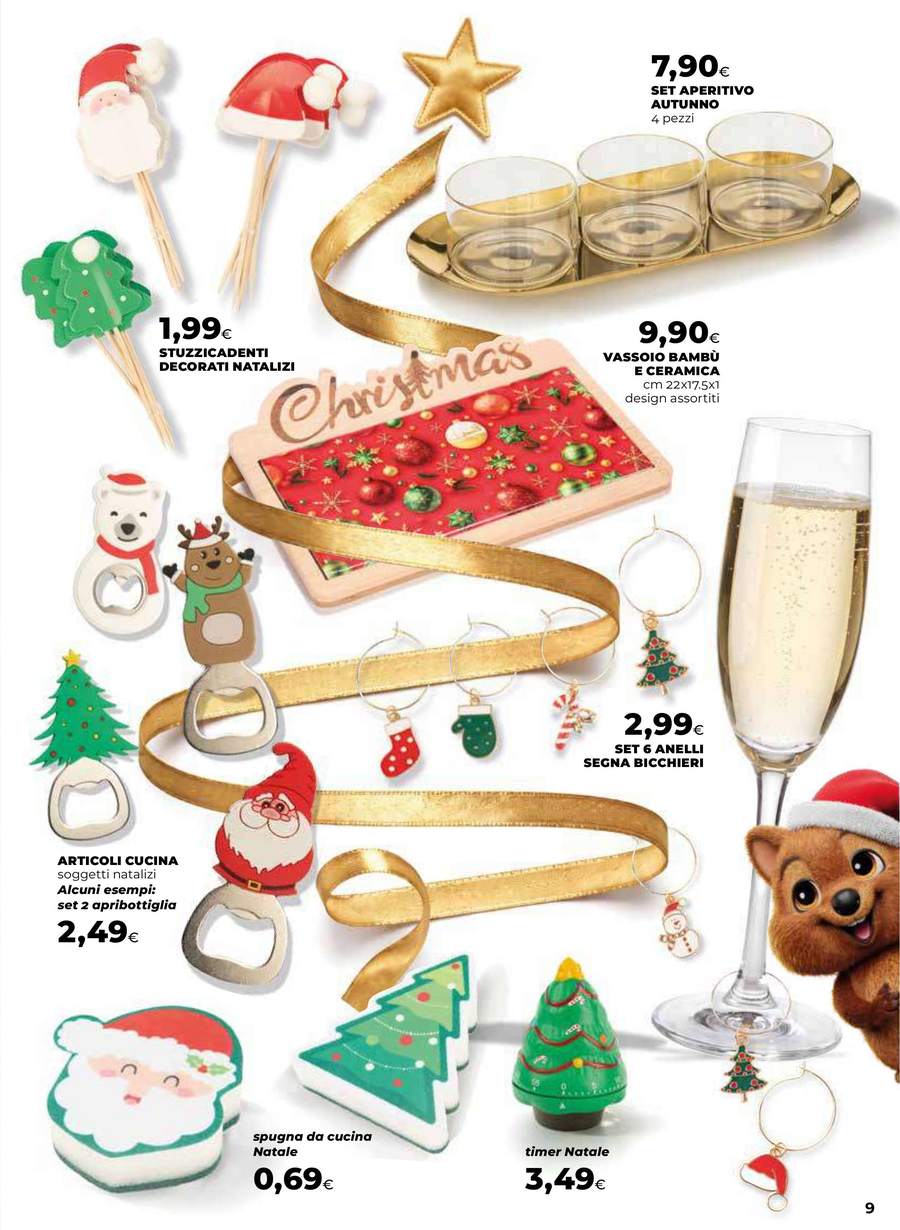 7,90€
SET APERITIVO
AUTUNNO
4 pezzi
1,99€
STUZZICADENTI
DECORATI NATALIZI
9,90€
VASSOIO BAMBÙ
E CERAMICA
cm 22x17.5x1
design assortiti
Christmas
2,99€
SET 6 ANELLI
SEGNA BICCHIERI
ARTICOLI CUCINA
soggetti natalizi
Alcuni esempi:
set 2 apribottiglia
2,49€
spugna da cucina
Natale
0,69€
timer Natale
3,49€
9